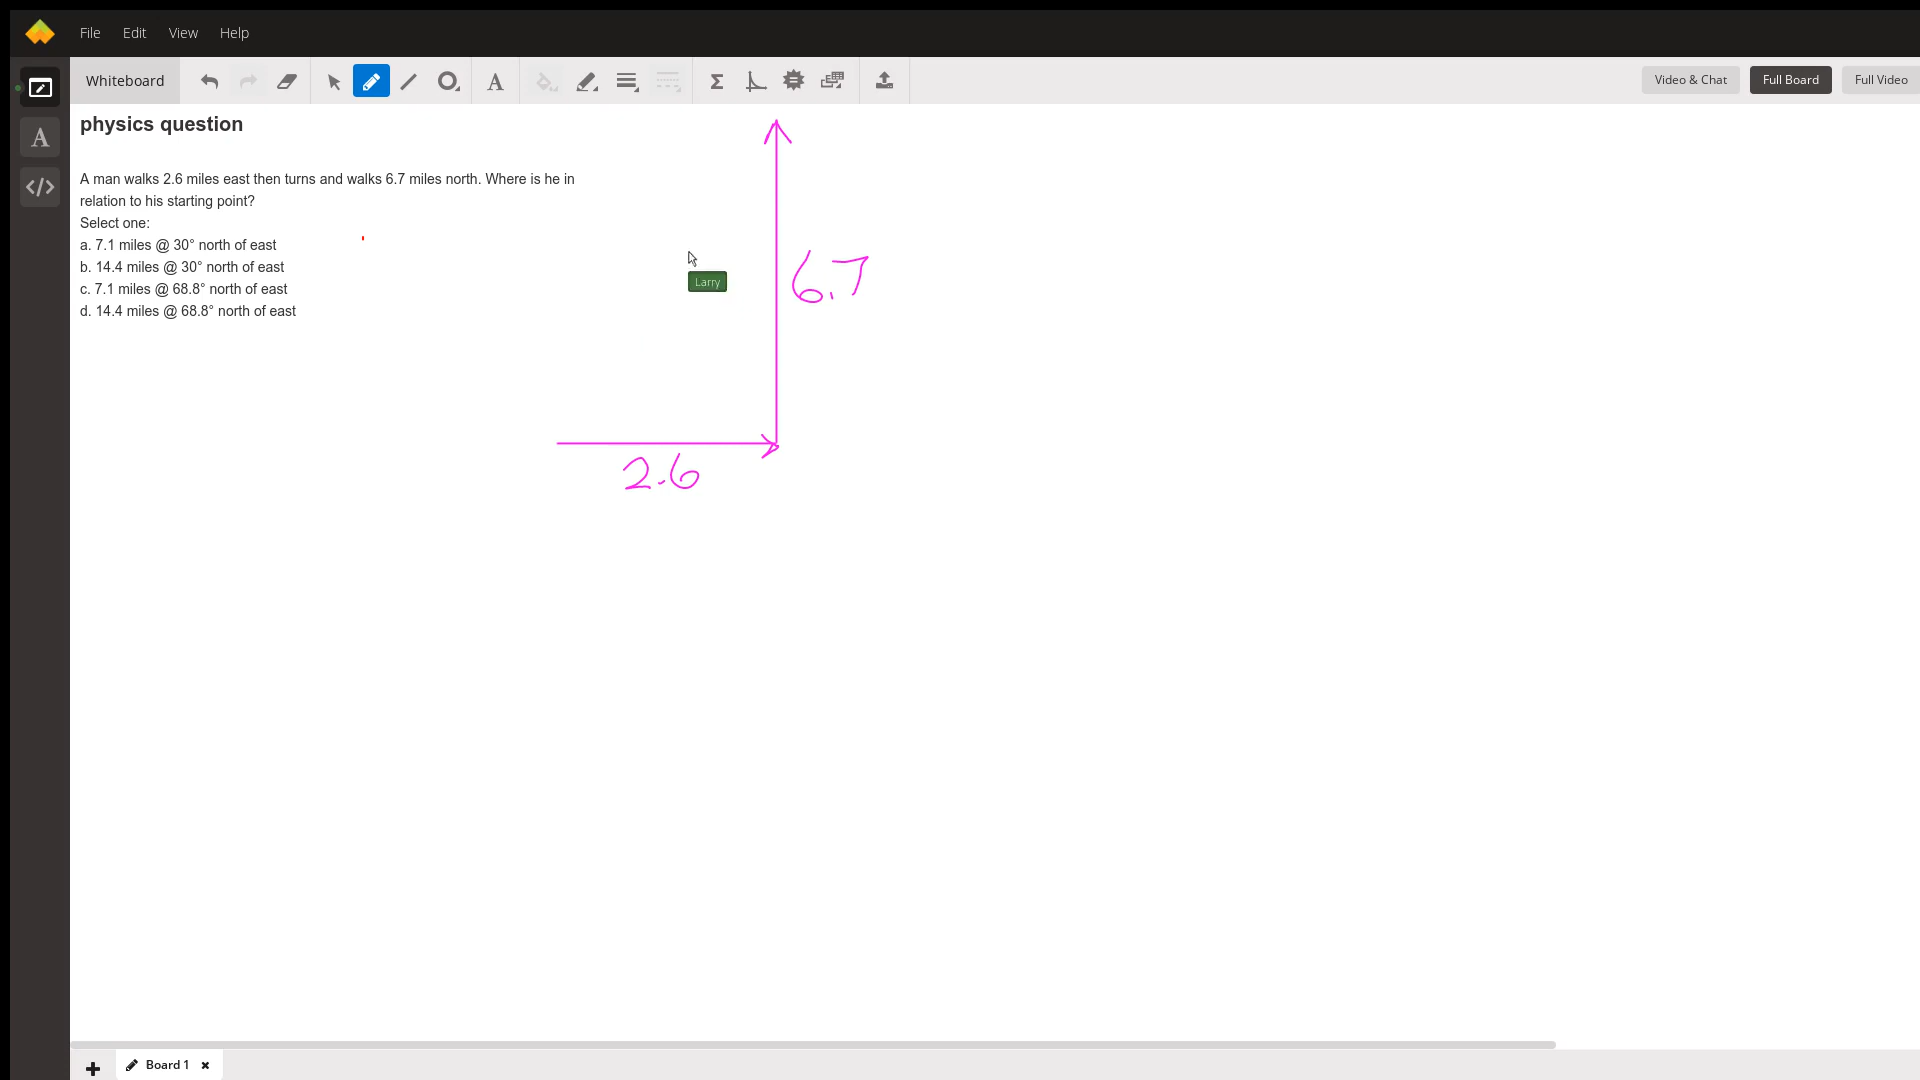 File Edit View Help
Whiteboard A Σ Video & Chat Full Board Full Video
A
</>
physics question
A man walks 2.6 miles east then turns and walks 6.7 miles north. Where is he in
relation to his starting point?
Select one:
a. 7.1 miles @ 30° north of east
b. 14.4 miles @ 30° north of east
c. 7.1 miles @ 68.8° north of east
d. 14.4 miles @ 68.8° north of east
Larry
6.7
2.6
Board 1